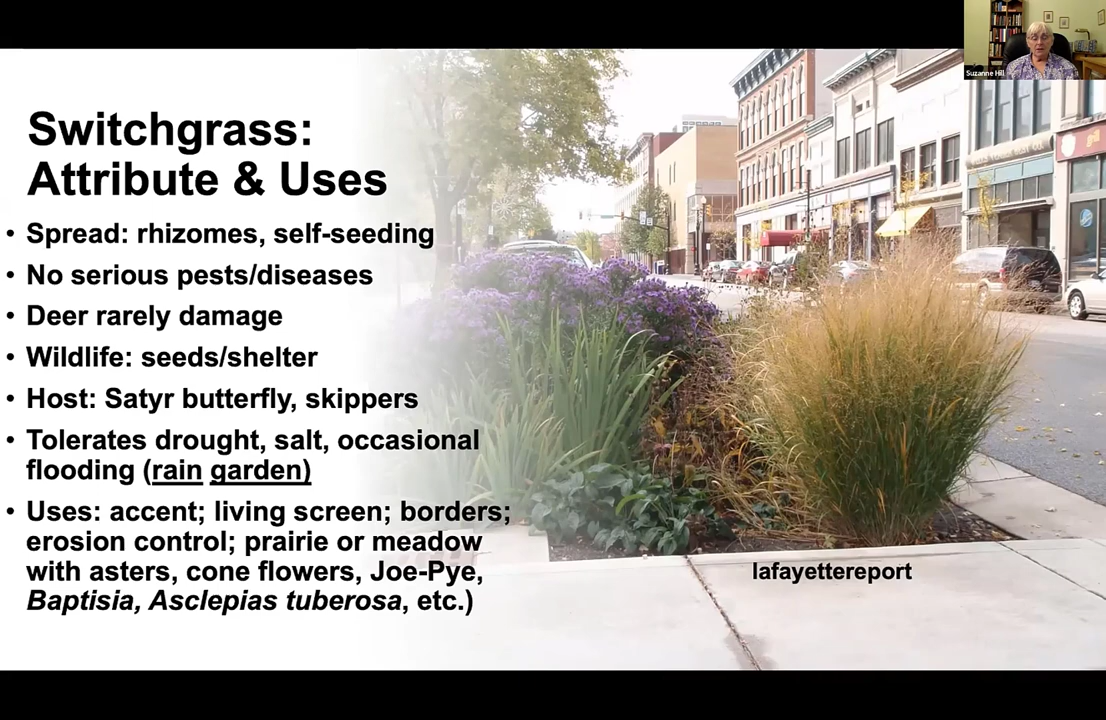 Suzanne Hill
Switchgrass:
Attribute & Uses
• Spread: rhizomes, self-seeding
• No serious pests/diseases
• Deer rarely damage
• Wildlife: seeds/shelter
• Host: Satyr butterfly, skippers
• Tolerates drought, salt, occasional
flooding (rain garden)
• Uses: accent; living screen; borders;
erosion control; prairie or meadow
with asters, cone flowers, Joe-Pye,
Baptisia, Asclepias tuberosa, etc.)
lafayettereport